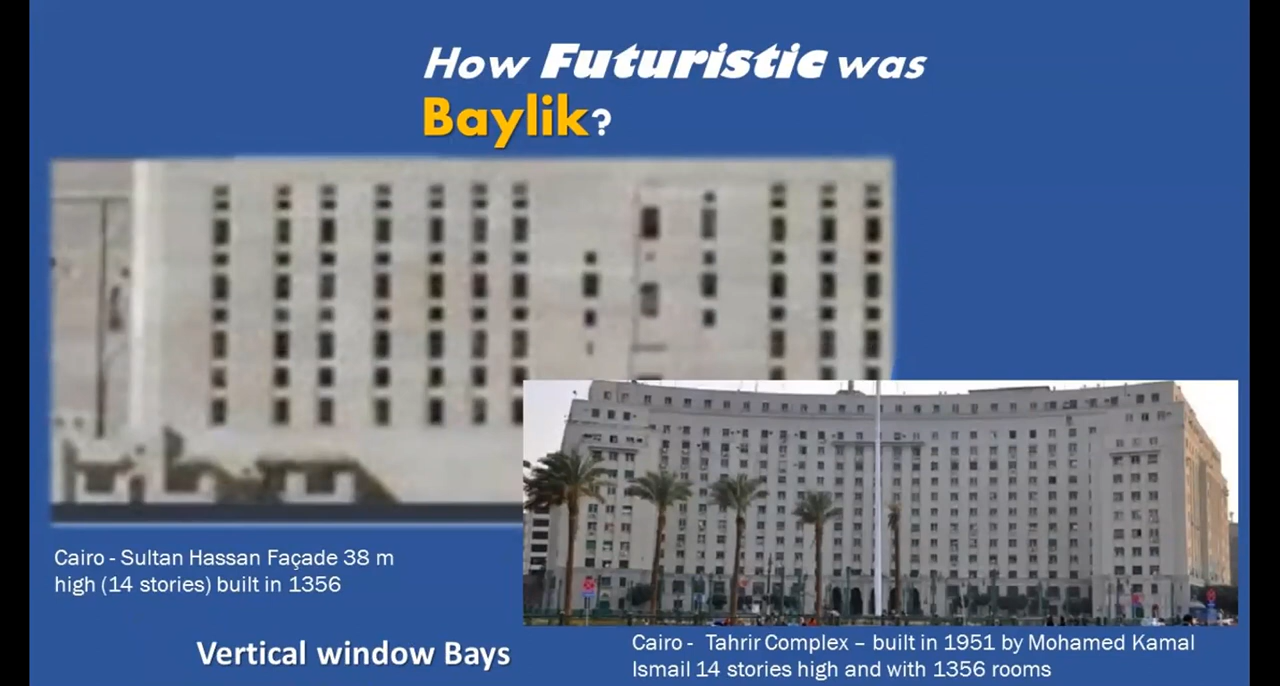 How Futuristic was
Baylik?
Cairo - Sultan Hassan Façade 38 m
high (14 stories) built in 1356
Vertical window Bays
Cairo - Tahrir Complex – built in 1951 by Mohamed Kamal
Ismail 14 stories high and with 1356 rooms